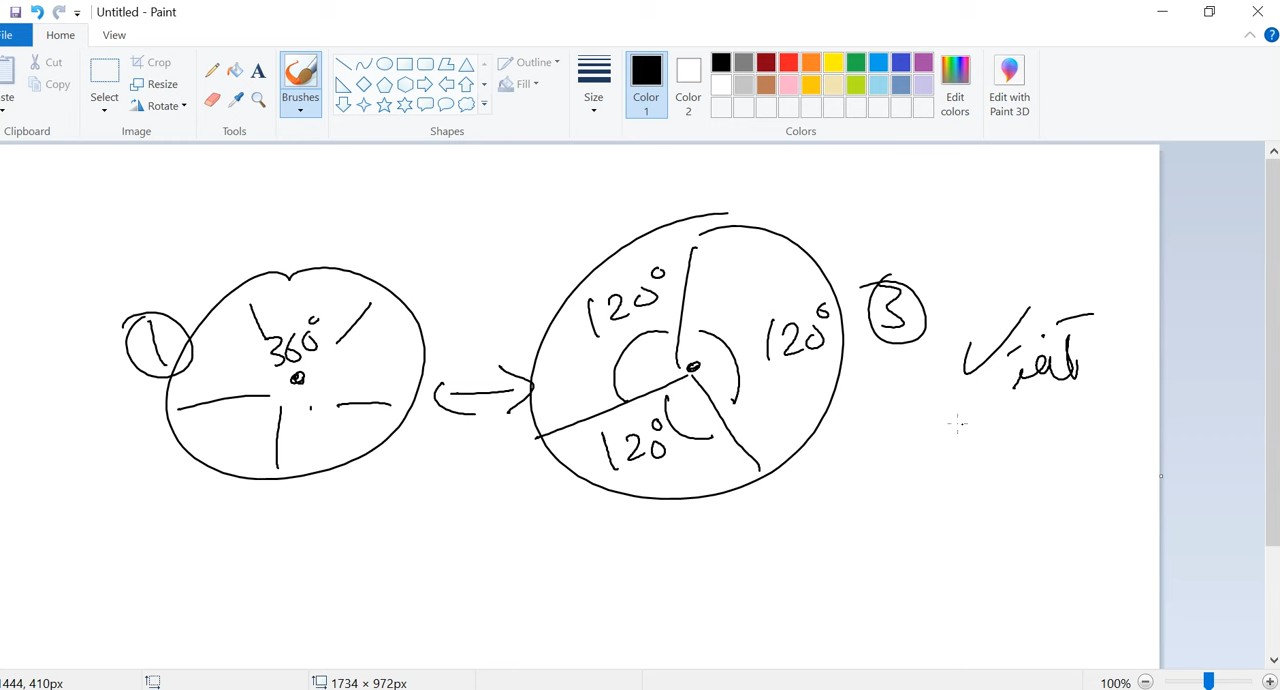 Untitled - Paint
File
Home
View
Cut
Copy
Clipboard
Select
Crop
Resize
Rotate
Image
Tools
Brushes
Shapes
Outline
Fill
Size
Color
1
Color
2
Colors
Edit
colors
Edit with
Paint 3D
1
360°
120°
120°
120°
3
1444, 410px
1734 × 972px
100%